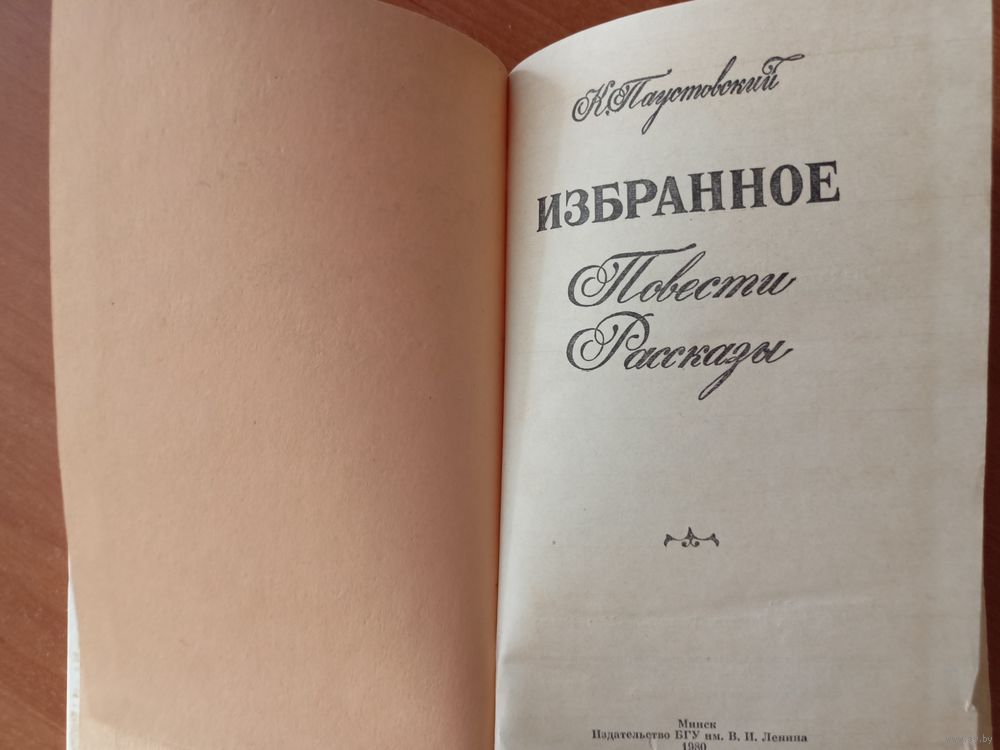 К. Паустовский
ИЗБРАННОЕ
Повести
Рассказы
Минск
Издательство БГУ им. В. И. Ленина
1980